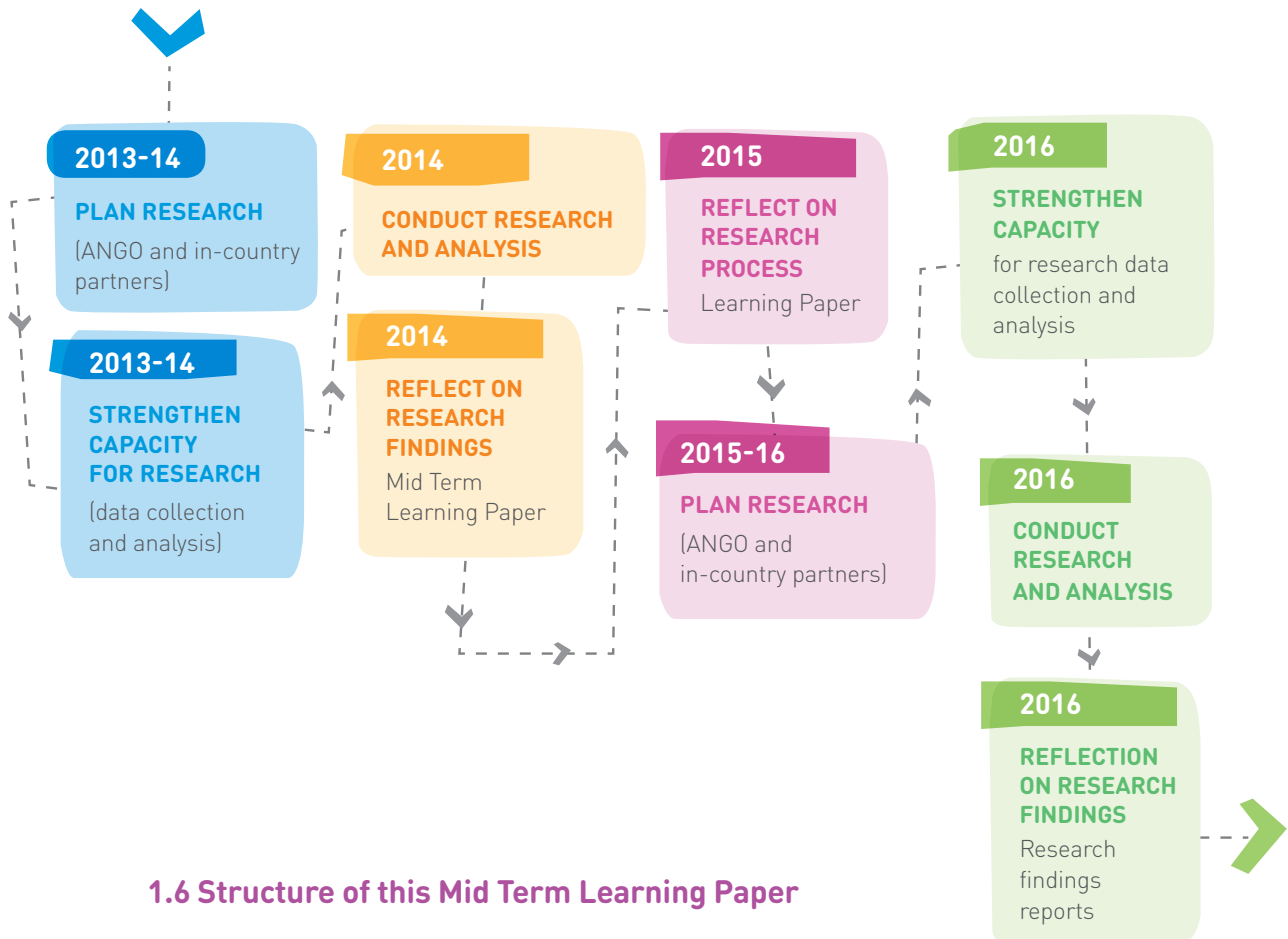 2013-14
PLAN RESEARCH
(ANGO and in-country
partners)
2013-14
STRENGTHEN
CAPACITY
FOR RESEARCH
(data collection
and analysis)
2014
CONDUCT RESEARCH
AND ANALYSIS
2014
REFLECT ON
RESEARCH
FINDINGS
Mid Term
Learning Paper
2015
REFLECT ON
RESEARCH
PROCESS
Learning Paper
2015-16
PLAN RESEARCH
(ANGO and
in-country partners)
2016
STRENGTHEN
CAPACITY
for research data
collection and
analysis
2016
CONDUCT
RESEARCH
AND ANALYSIS
2016
REFLECTION
ON RESEARCH
FINDINGS
Research
findings
reports
1.6 Structure of this Mid Term Learning Paper